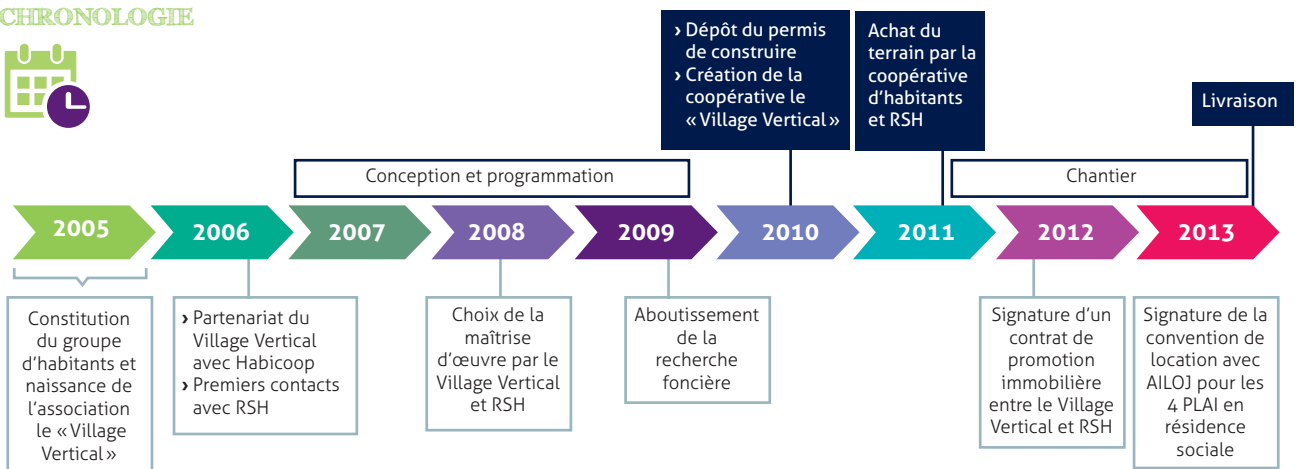 CHRONOLOGIE
› Dépôt du permis
de construire
› Création de la
coopérative le
« Village Vertical »
Achat du
terrain par la
coopérative
d’habitants
et RSH
Livraison
Conception et programmation
Chantier
2005
2006
2007
2008
2009
2010
2011
2012
2013
Constitution
du groupe
d’habitants et
naissance de
l’association
le « Village
Vertical »
› Partenariat du
Village Vertical
avec Habicoop
› Premiers contacts
avec RSH
Choix de la
maîtrise
d’œuvre par le
Village Vertical
et RSH
Aboutissement
de la
recherche
foncière
Signature d’un
contrat de
promotion
immobilière
entre le Village
Vertical et RSH
Signature de la
convention de
location avec
AILOJ pour les
4 PLAI en
résidence
sociale